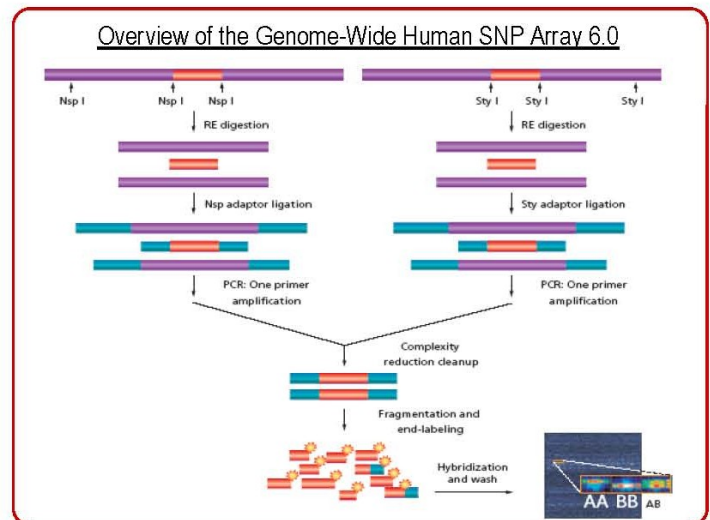 Overview of the Genome-Wide Human SNP Array 6.0
Nsp I
Nsp I
Nsp I
Sty I
Sty I
Sty I
RE digestion
RE digestion
Nsp adaptor ligation
Sty adaptor ligation
PCR: One primer
amplification
PCR: One primer
amplification
Complexity
reduction cleanup
Fragmentation and
end-labeling
Hybridization
and wash
AA BB AB